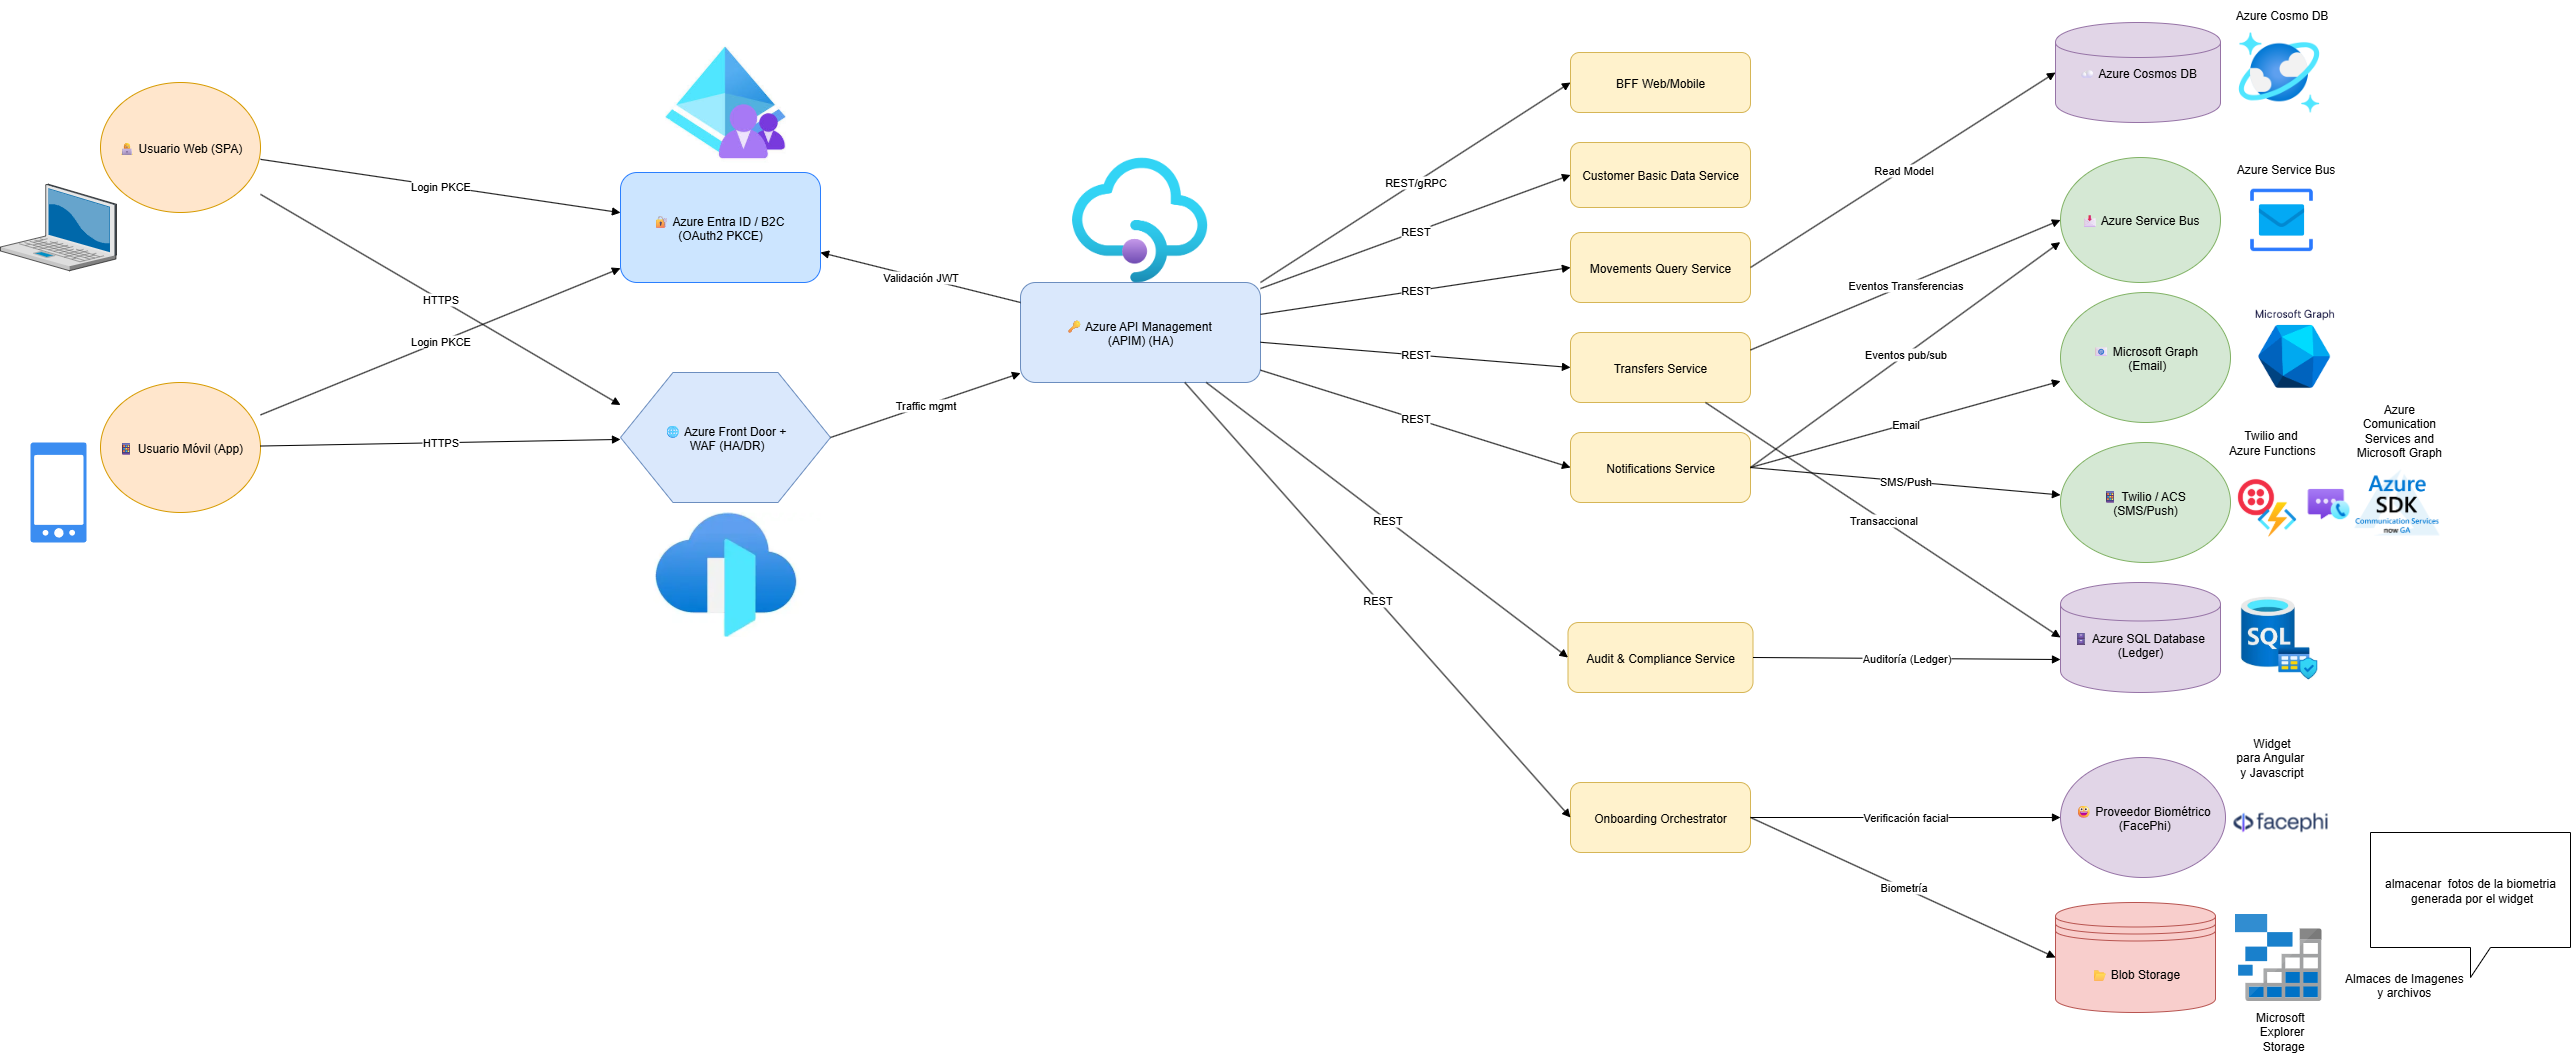 Usuario Web (SPA)
Usuario Móvil (App)
Login PKCE
HTTPS
Login PKCE
HTTPS
Azure Entra ID / B2C
(OAuth2 PKCE)
Azure Front Door +
WAF (HA/DR)
Validación JWT
Traffic mgmt
Azure API Management
(APIM) (HA)
REST/gRPC
REST
REST
REST
REST
REST
REST
BFF Web/Mobile
Customer Basic Data Service
Movements Query Service
Transfers Service
Notifications Service
Audit & Compliance Service
Onboarding Orchestrator
Read Model
Eventos Transferencias
Eventos pub/sub
Email
SMS/Push
Transaccional
Auditoría (Ledger)
Verificación facial
Biometría
Azure Cosmo DB
Azure Cosmos DB
Azure Service Bus
Azure Service Bus
Microsoft Graph
Microsoft Graph
(Email)
Twilio and
Azure Functions
Azure
Comunication
Services and
Microsoft Graph
Twilio / ACS
(SMS/Push)
Azure
SDK
Communication Services
now GA
Azure SQL Database
(Ledger)
SQL
Widget
para Angular
y Javascript
Proveedor Biométrico
(FacePhi)
facephi
almacenar fotos de la biometria
generada por el widget
Blob Storage
Almaces de Imagenes
y archivos
Microsoft
Explorer
Storage